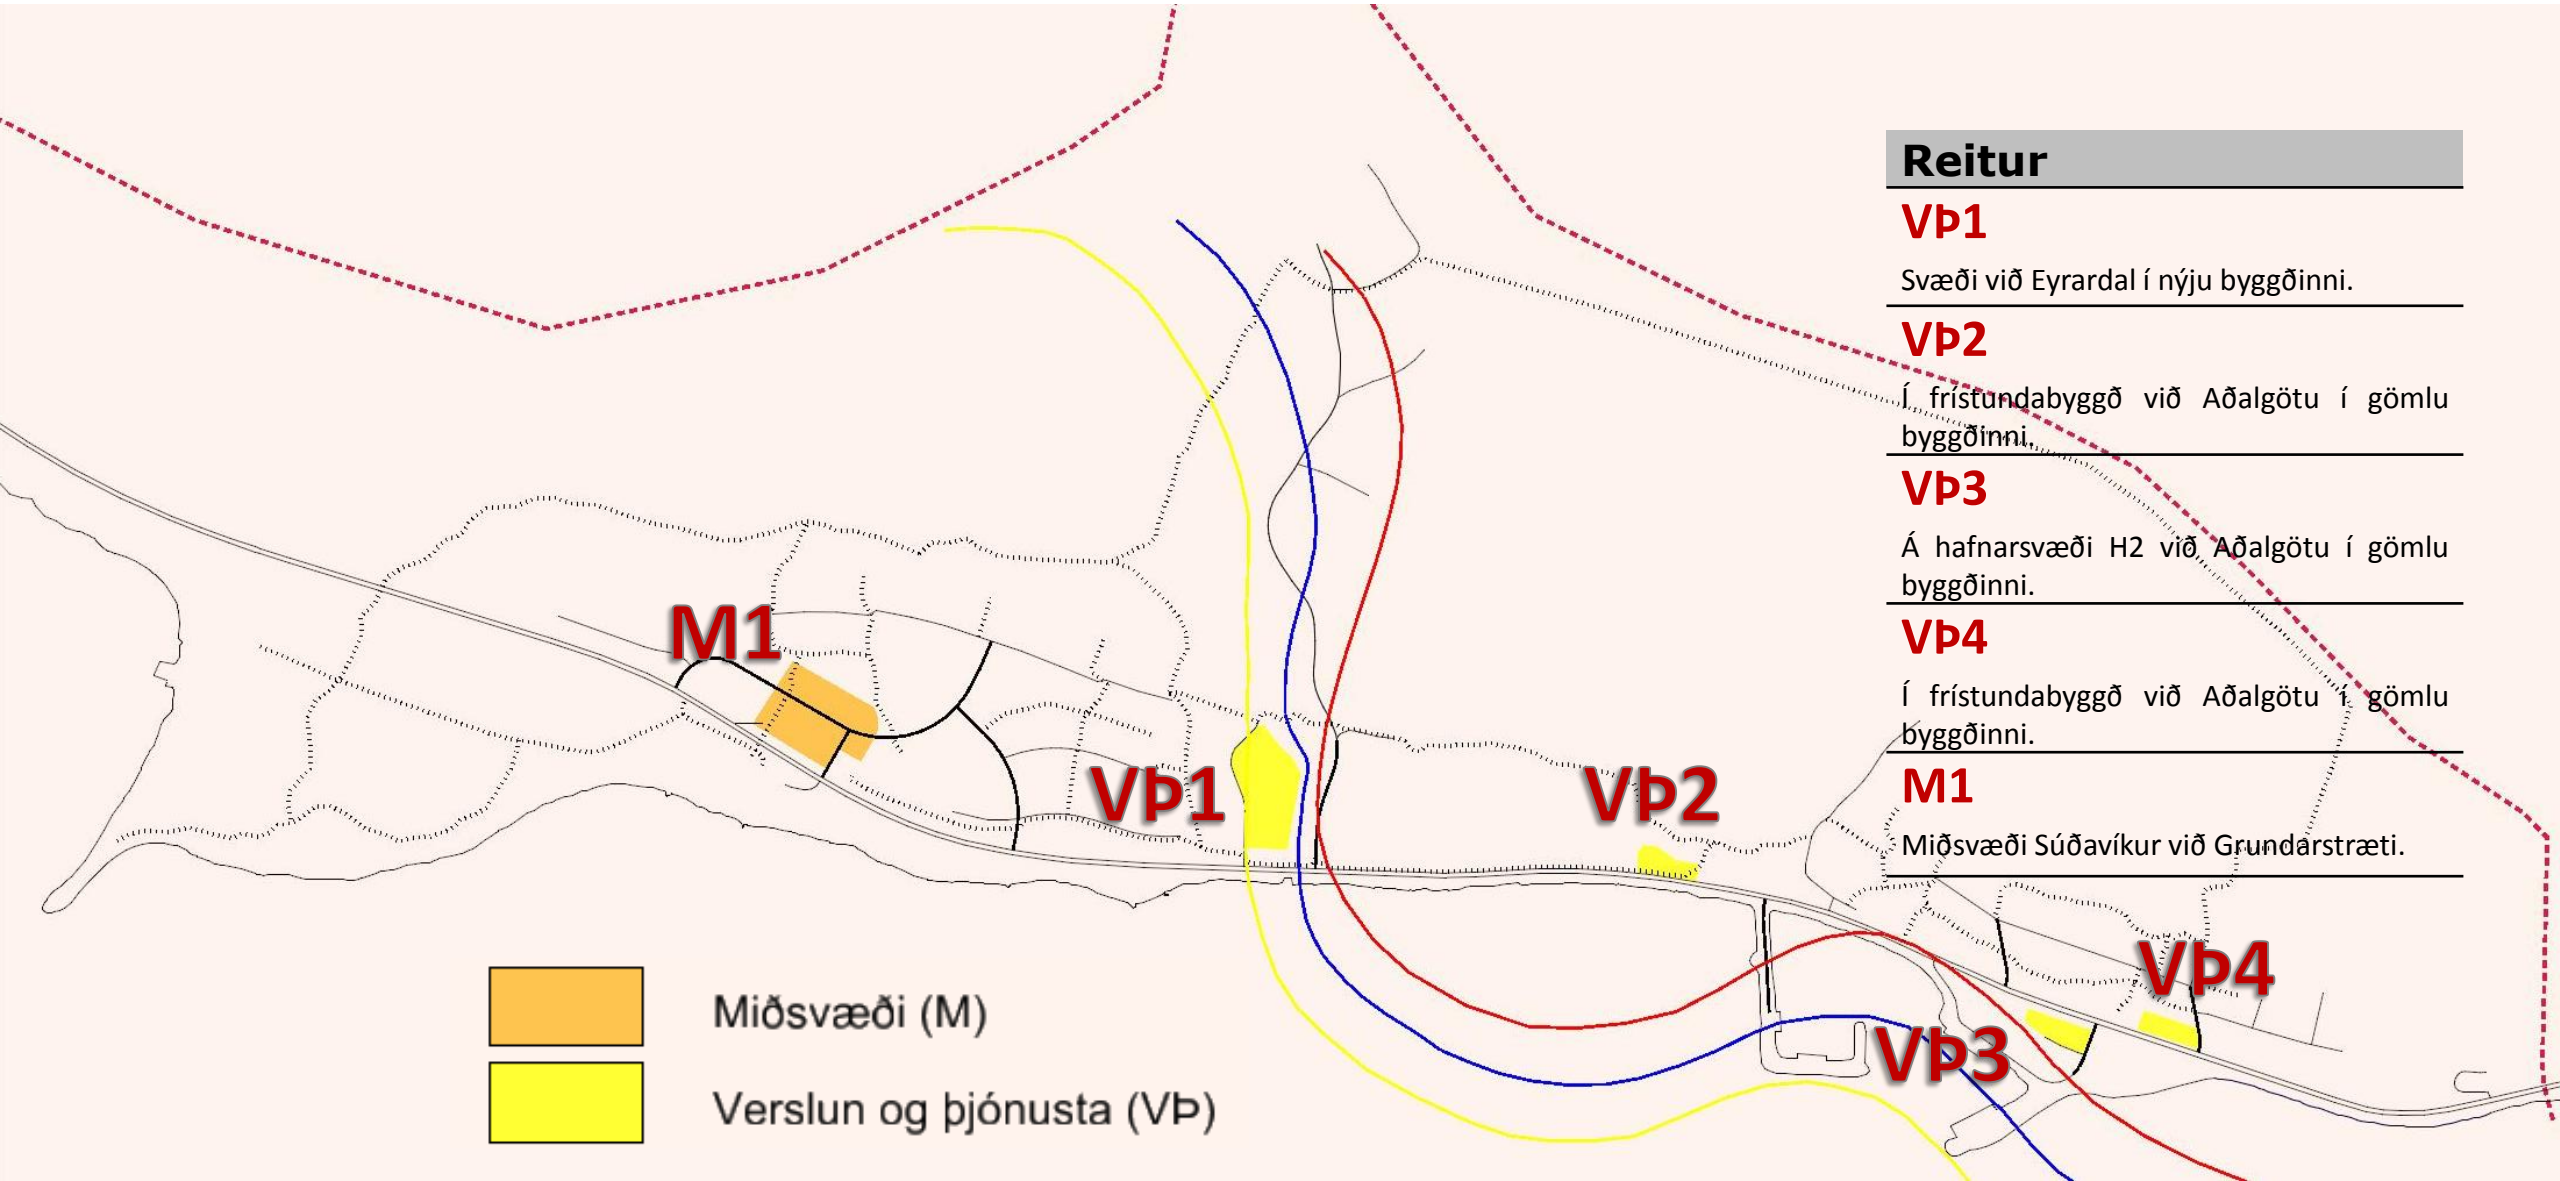 Reitur
VÞ1
Svæði við Eyrardal í nýju byggðinni.
VÞ2
Í frístundabyggð við Aðalgötu í gömlu
byggðinni.
VÞ3
Á hafnarsvæði H2 við Aðalgötu í gömlu
byggðinni.
VÞ4
Í frístundabyggð við Aðalgötu í gömlu
byggðinni.
M1
Miðsvæði Súðavíkur við Grundarstræti.
M1
VÞ1
VÞ2
VÞ4
VÞ3
Miðsvæði (M)
Verslun og þjónusta (VÞ)